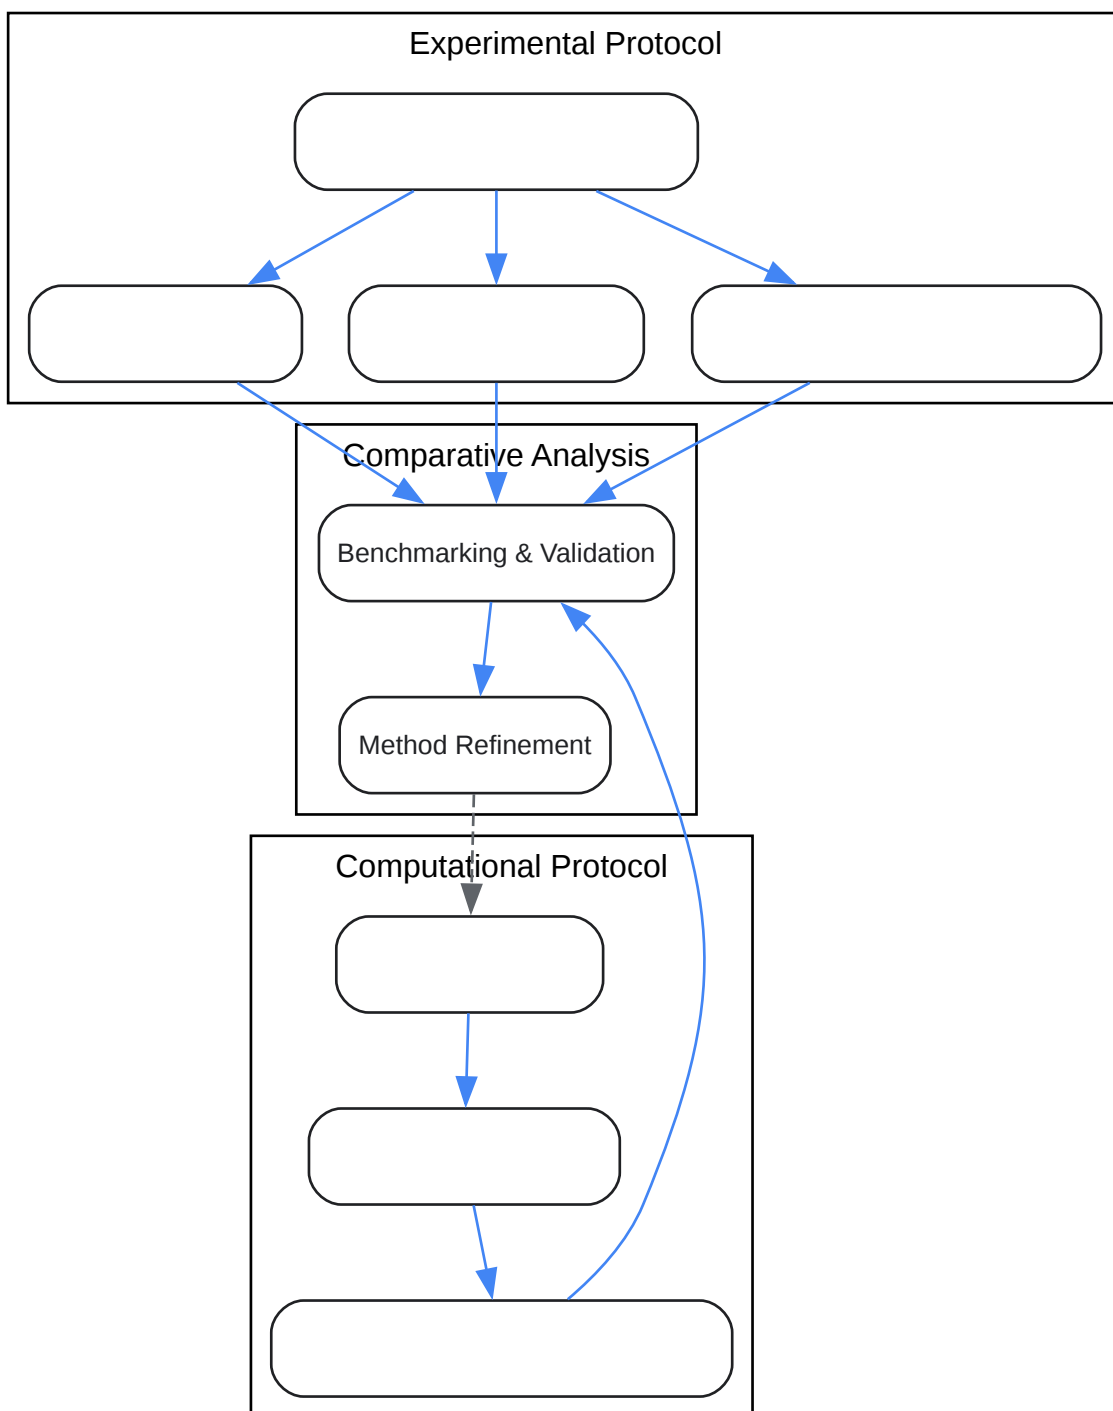 Experimental Protocol
Comparative Analysis
Benchmarking & Validation
Method Refinement
Computational Protocol